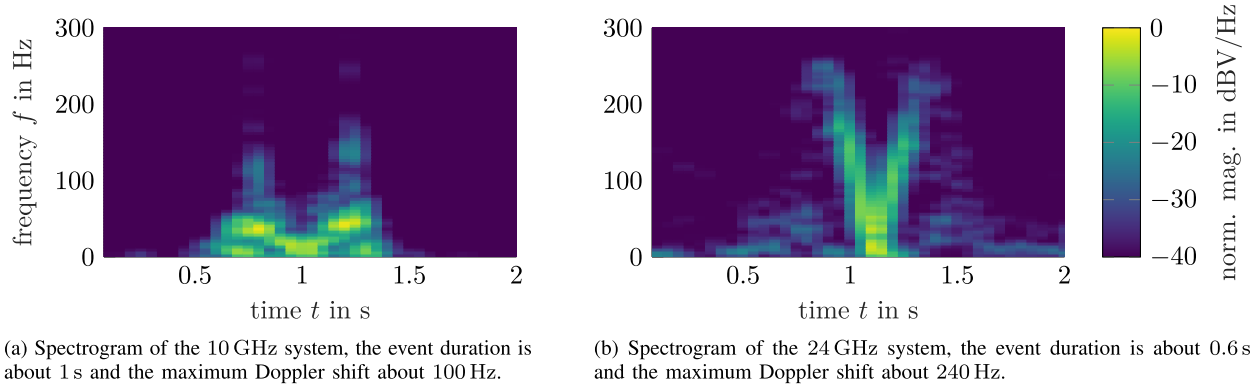 frequency f in Hz
300
200
100
0
0.5
1
1.5
2
time t in s
(a) Spectrogram of the 10 GHz system, the event duration is
about 1 s and the maximum Doppler shift about 100 Hz.
300
200
100
0
0.5
1
1.5
2
time t in s
0
−10
−20
−30
−40
norm. mag. in dBV/Hz
(b) Spectrogram of the 24 GHz system, the event duration is about 0.6 s
and the maximum Doppler shift about 240 Hz.